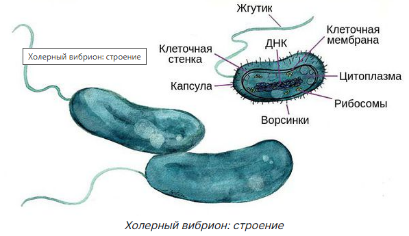 Жгутик
Клеточная
мембрана
ДНК
Клеточная
стенка
Цитоплазма
Капсула
Рибосомы
Ворсинки
Холерный вибрион: строение
Холерный вибрион: строение